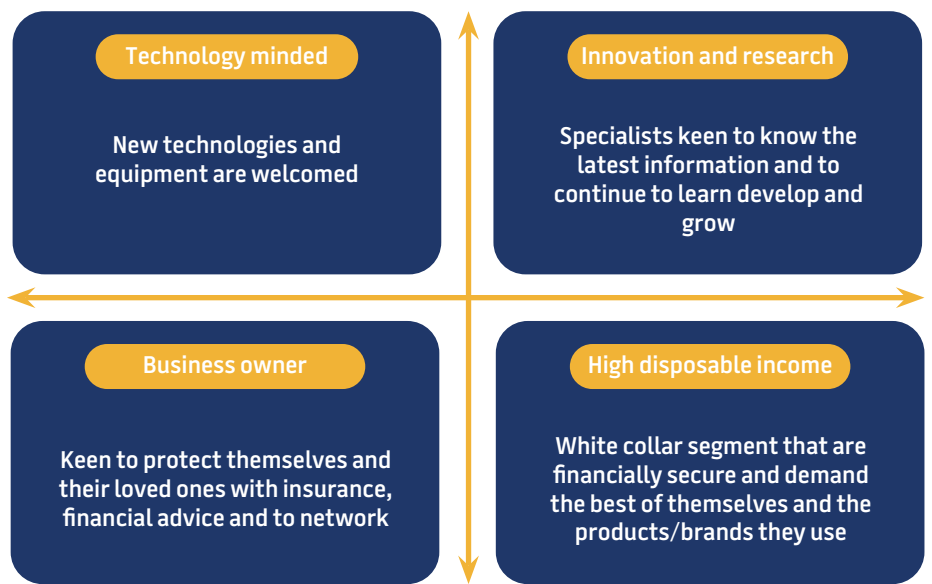 Technology minded
New technologies and
equipment are welcomed
Innovation and research
Specialists keen to know the
latest information and to
continue to learn develop and
grow
Business owner
Keen to protect themselves and
their loved ones with insurance,
financial advice and to network
High disposable income
White collar segment that are
financially secure and demand
the best of themselves and the
products/brands they use